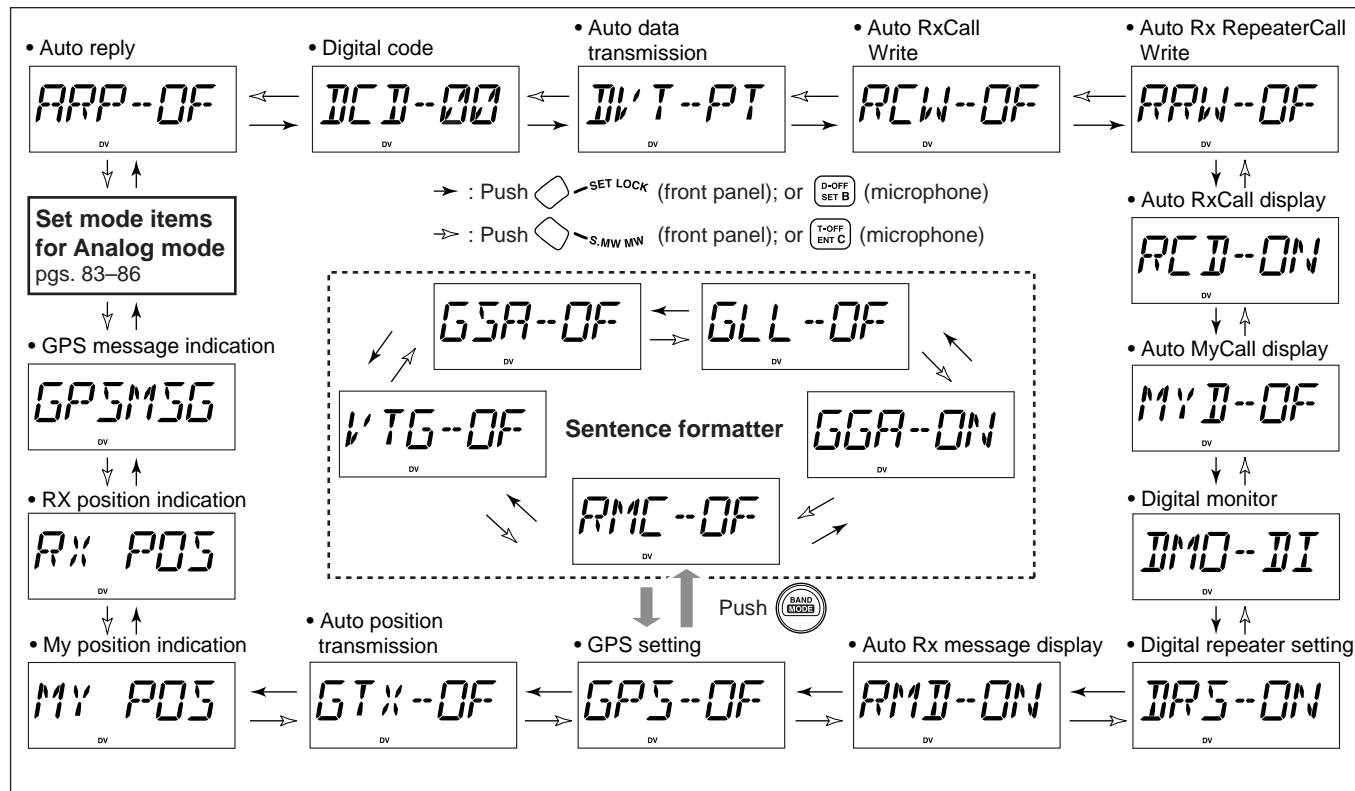 • Auto reply
• Digital code
• Auto data
transmission
• Auto RxCall
Write
• Auto Rx RepeaterCall
Write
ARP--OF
DV
DCD--00
DV
DVT--PT
DV
RCW--OF
DV
RRW--OF
DV
: Push SET LOCK (front panel); or D-OFF SET B (microphone)
: Push S.MW MW (front panel); or T-OFF ENT C (microphone)
Set mode items
for Analog mode
pgs. 83–86
• Auto RxCall display
RCD--ON
DV
GSA--OF
DV
GLL--OF
DV
• GPS message indication
GPSMSG
DV
• Auto MyCall display
MYD--OF
DV
VTG--OF
DV
Sentence formatter
GGA--ON
DV
RMC--OF
DV
• RX position indication
RX POS
DV
• Digital monitor
DMO--DI
DV
Push BAND MODE
• My position indication
• Auto position
transmission
• GPS setting
• Auto Rx message display
• Digital repeater setting
MY POS
DV
GTX--OF
DV
GPS--OF
DV
RMD--ON
DV
DRS--ON
DV